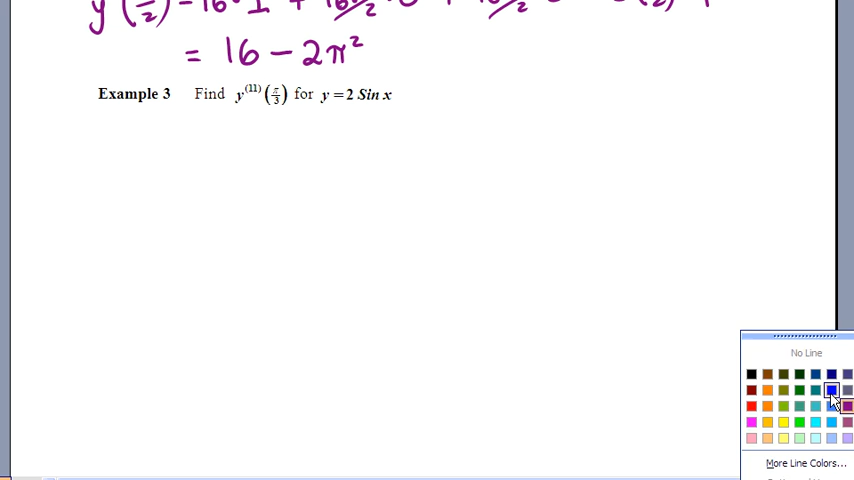 = 16 - 2π²
Example 3 Find y⁽¹¹⁾(π/3) for y = 2 Sin x
No Line
More Line Colors...